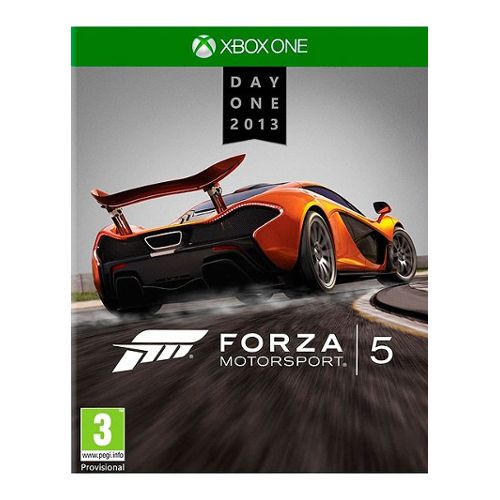 XBOX ONE
DAY
ONE
2013
FORZA
MOTORSPORT®
5
3
www.pegi.info
Provisional